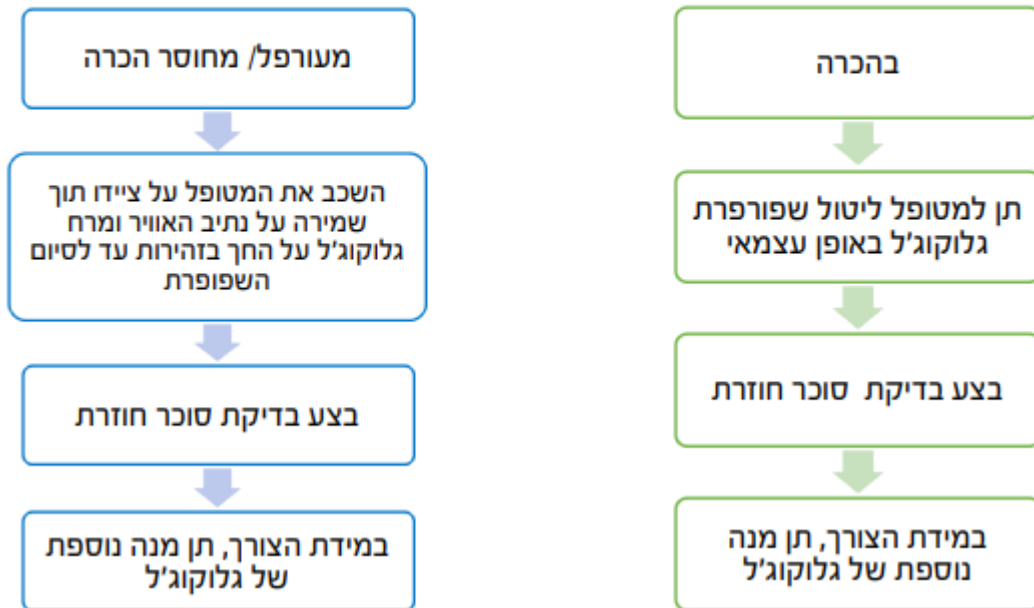 בהכרה
תן למטופל ליטול שפורפרת
גלוקוג'ל באופן עצמאי
בצע בדיקת סוכר חוזרת
במידת הצורך, תן מנה
נוספת של גלוקוג'ל
מעורפל/ מחוסר הכרה
השכב את המטופל על ציידו תוך
שמירה על נתיב האוויר ומרח
גלוקוג'ל על החך בזהירות עד לסיום
השפופרת
בצע בדיקת סוכר חוזרת
במידת הצורך, תן מנה נוספת
של גלוקוג'ל